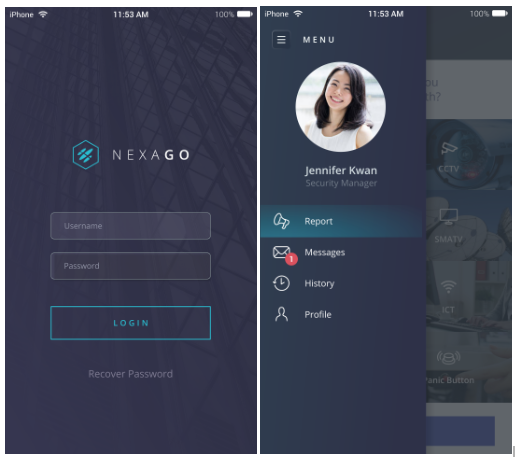 iPhone 11:53 AM 100%
NEXAGO
Username
Password
LOGIN
Recover Password
iPhone 11:53 AM 100%
MENU
Jennifer Kwan
Security Manager
Report
Messages
1
History
Profile
ou
th?
CCTV
SMATV
ICT
anic Button